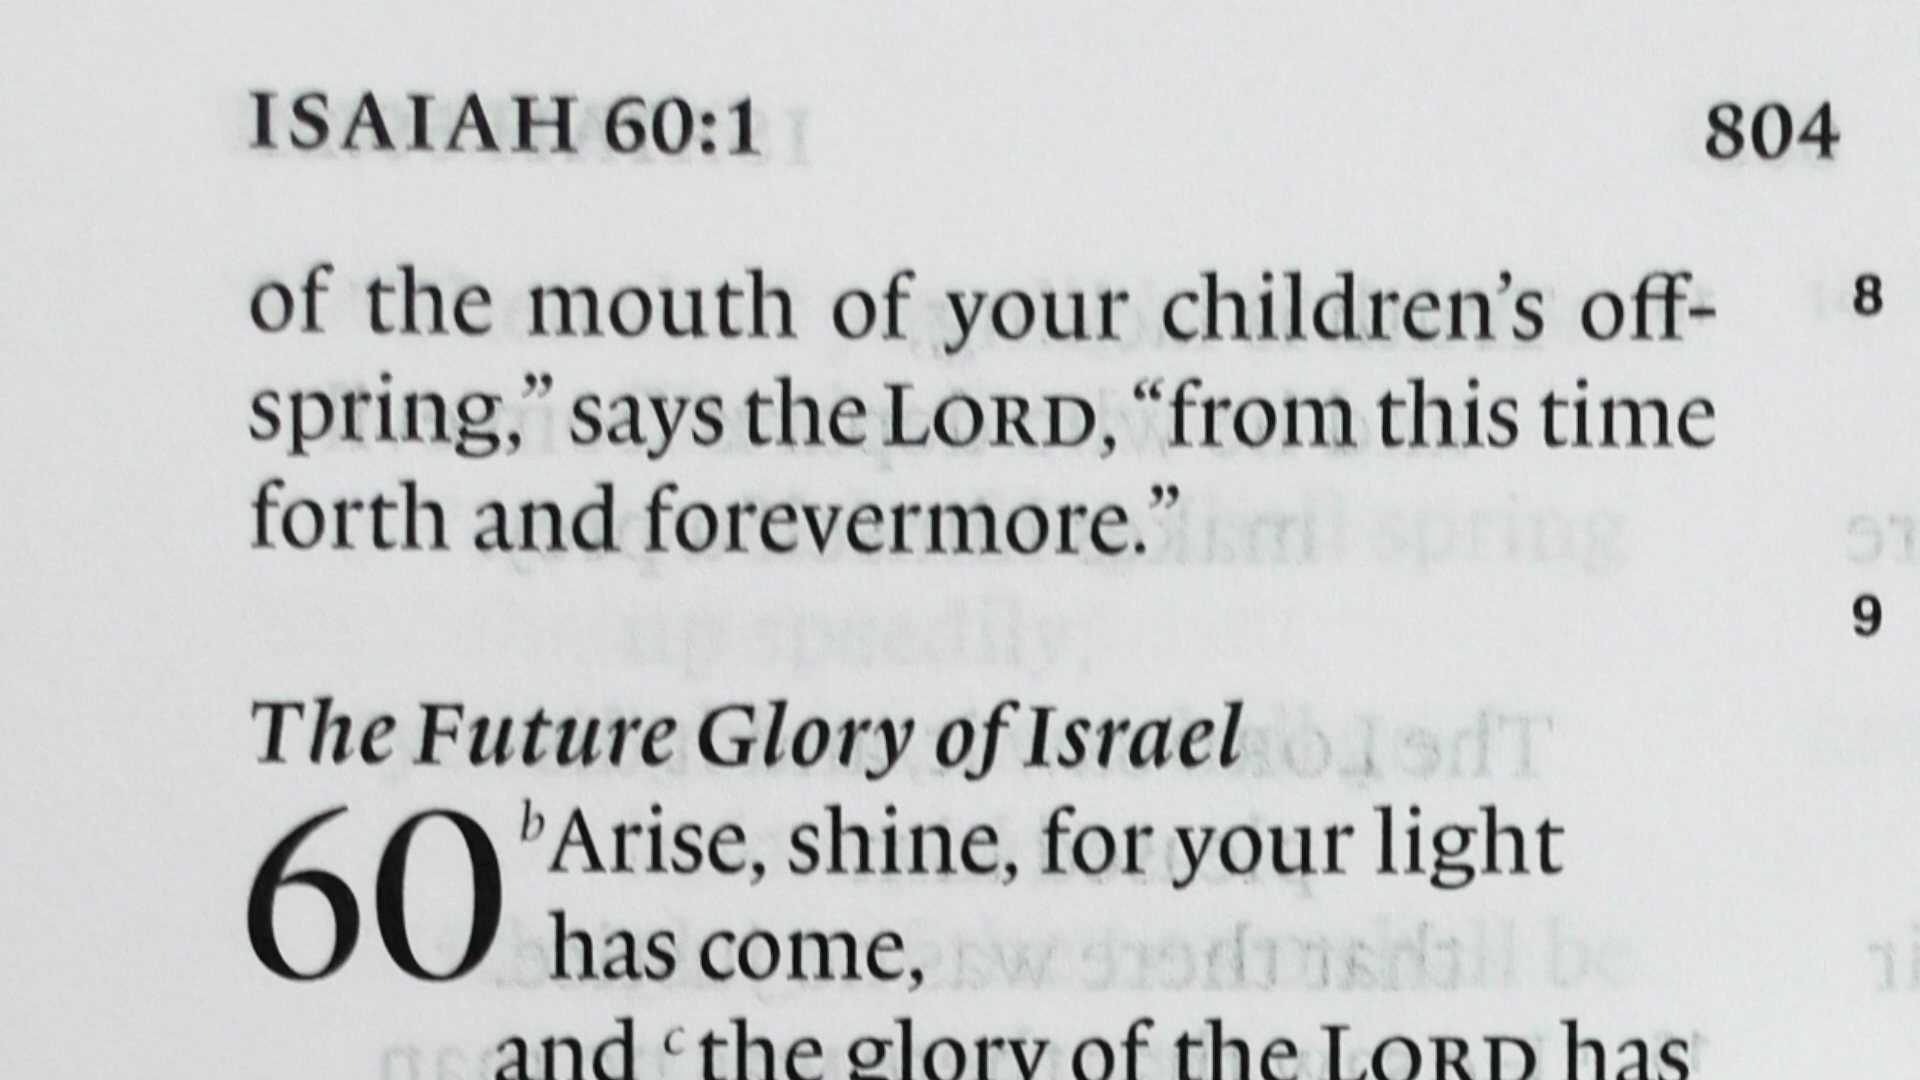 ISAIAH 60:1 804
of the mouth of your children’s off-
spring,” says the LORD, “from this time
forth and forevermore.”
The Future Glory of Israel
60 bArise, shine, for your light
has come,
and cthe glory of the LORD has
8
9